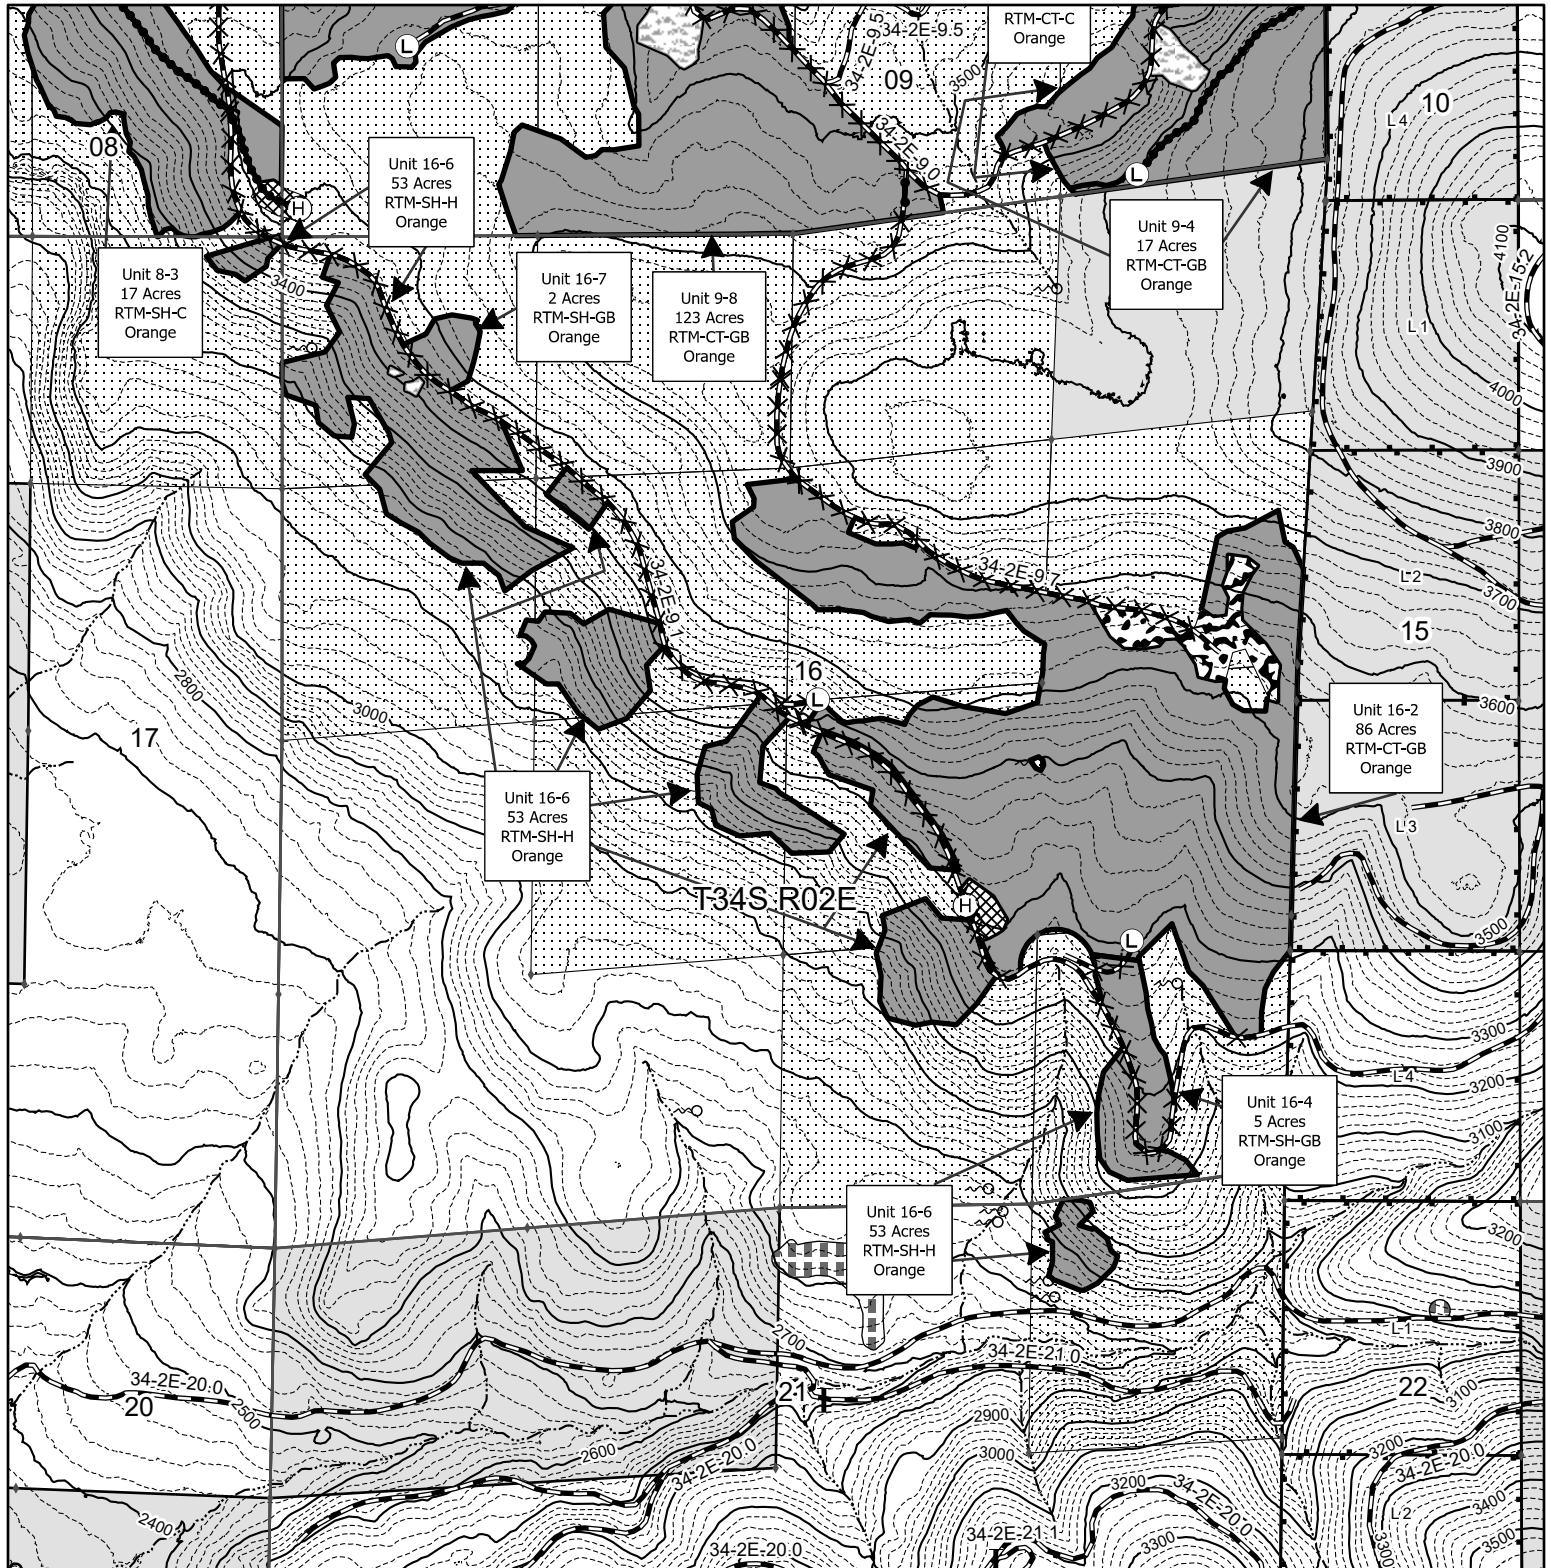 RTM-CT-C
Orange
34-2E-9.5
34-2E-9.5
L
3500
09
10
L 4
08
34-2E-9.0
H
L
Unit 16-6
53 Acres
RTM-SH-H
Orange
Unit 9-4
17 Acres
RTM-CT-GB
Orange
4100
34-2E-15.2
Unit 8-3
17 Acres
RTM-SH-C
Orange
3400
Unit 16-7
2 Acres
RTM-SH-GB
Orange
Unit 9-8
123 Acres
RTM-CT-GB
Orange
L 1
4000
3900
3800
34-2E-9.7
34-2E-9.1
L 2
3700
15
16
L
2800
3000
17
3600
Unit 16-2
86 Acres
RTM-CT-GB
Orange
Unit 16-6
53 Acres
RTM-SH-H
Orange
L 3
T34S R02E
H
L
3500
3300
L 4
3200
3100
Unit 16-4
5 Acres
RTM-SH-GB
Orange
Unit 16-6
53 Acres
RTM-SH-H
Orange
3200
L 1
2700
34-2E-21.0
34-2E-20.0
20
2500
21
22
3100
2900
2600
34-2E-20.0
3000
3200
34-2E-20.0
3200
34-2E-20.0
3400
L 2
2400
34-2E-20.0
34-2E-21.1
3300
3300
3500